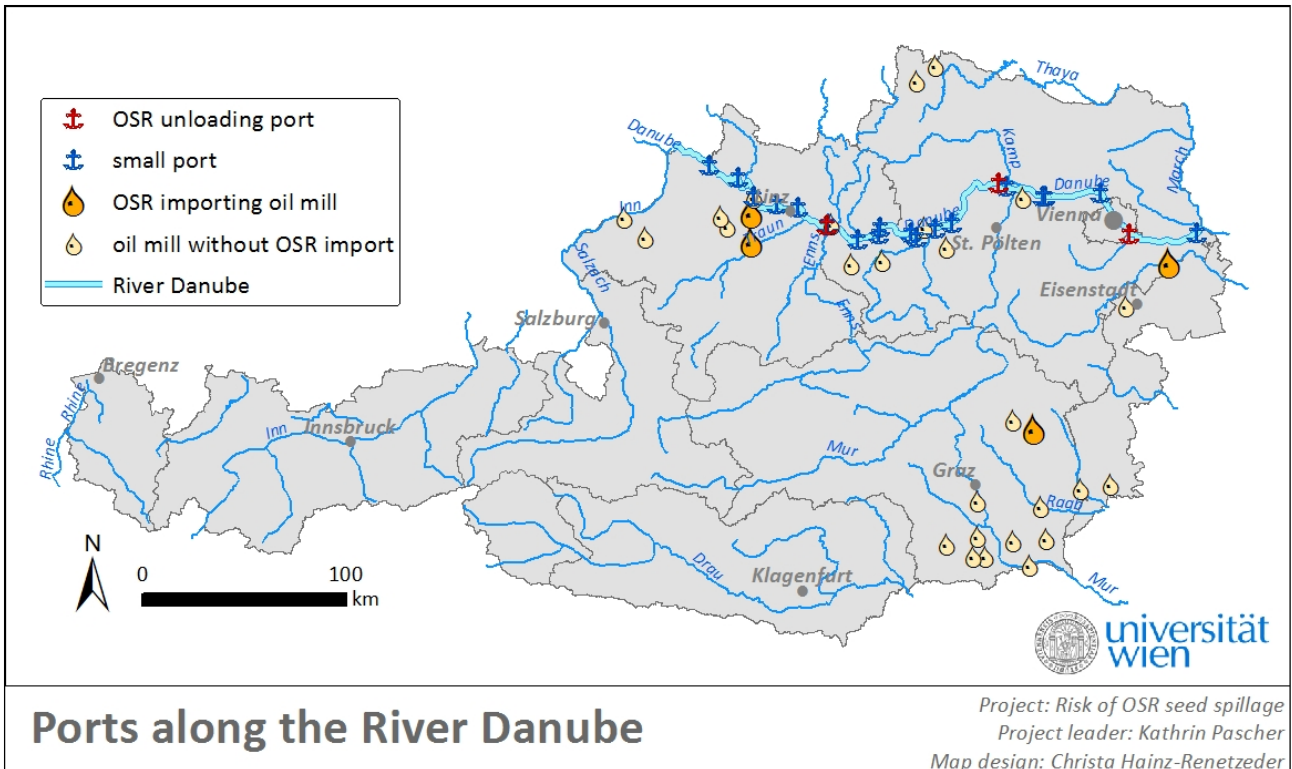 OSR unloading port
small port
OSR importing oil mill
oil mill without OSR import
River Danube
Thaya
Danube
Kamp
March
Linz
Danube
Inn
Vienna
Traun
Danube
Enns
St. Pölten
Salzach
Eisenstadt
Enns
Salzburg
Bregenz
Rhine
Inn
Innsbruck
Rhine
Mur
Graz
Raab
N
0 100
km
Drau
Klagenfurt
Mur
universität
wien
Ports along the River Danube
Project: Risk of OSR seed spillage
Project leader: Kathrin Pascher
Map design: Christa Hainz-Renetzeder